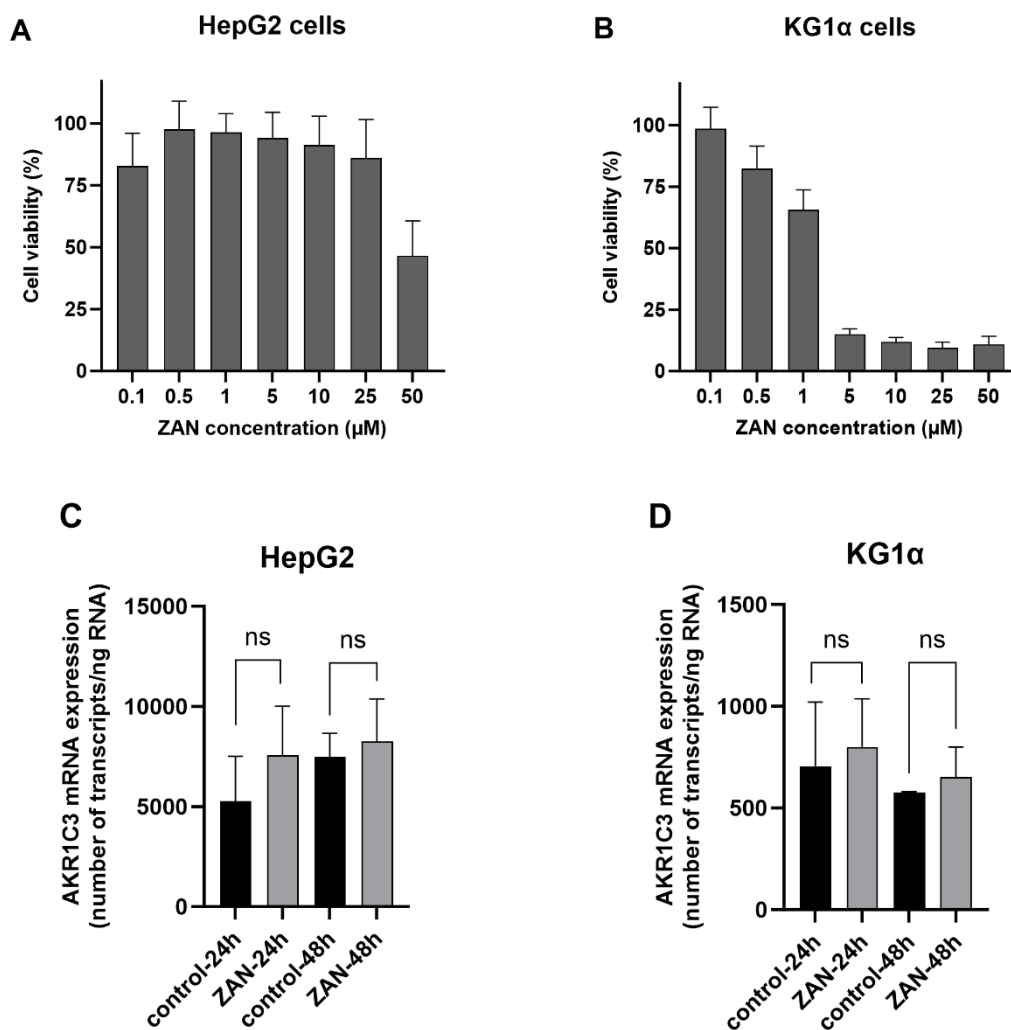 A
HepG2 cells
Cell viability (%)
100
75
50
25
0
0.1 0.5 1 5 10 25 50
ZAN concentration (µM)
B
KG1α cells
Cell viability (%)
100
75
50
25
0
0.1 0.5 1 5 10 25 50
ZAN concentration (µM)
C
HepG2
AKR1C3 mRNA expression
(number of transcripts/ng RNA)
15000
10000
5000
0
ns ns
control-24h
ZAN-24h
control-48h
ZAN-48h
D
KG1α
AKR1C3 mRNA expression
(number of transcripts/ng RNA)
1500
1000
500
0
ns ns
control-24h
ZAN-24h
control-48h
ZAN-48h